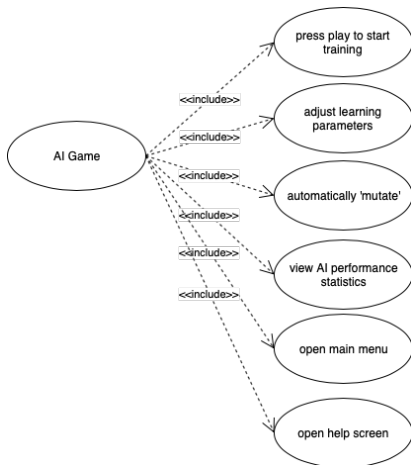 press play to start
training
<<include>>
adjust learning
parameters
<<include>>
AI Game
<<include>>
automatically 'mutate'
<<include>>
<<include>>
view AI performance
statistics
<<include>>
open main menu
open help screen